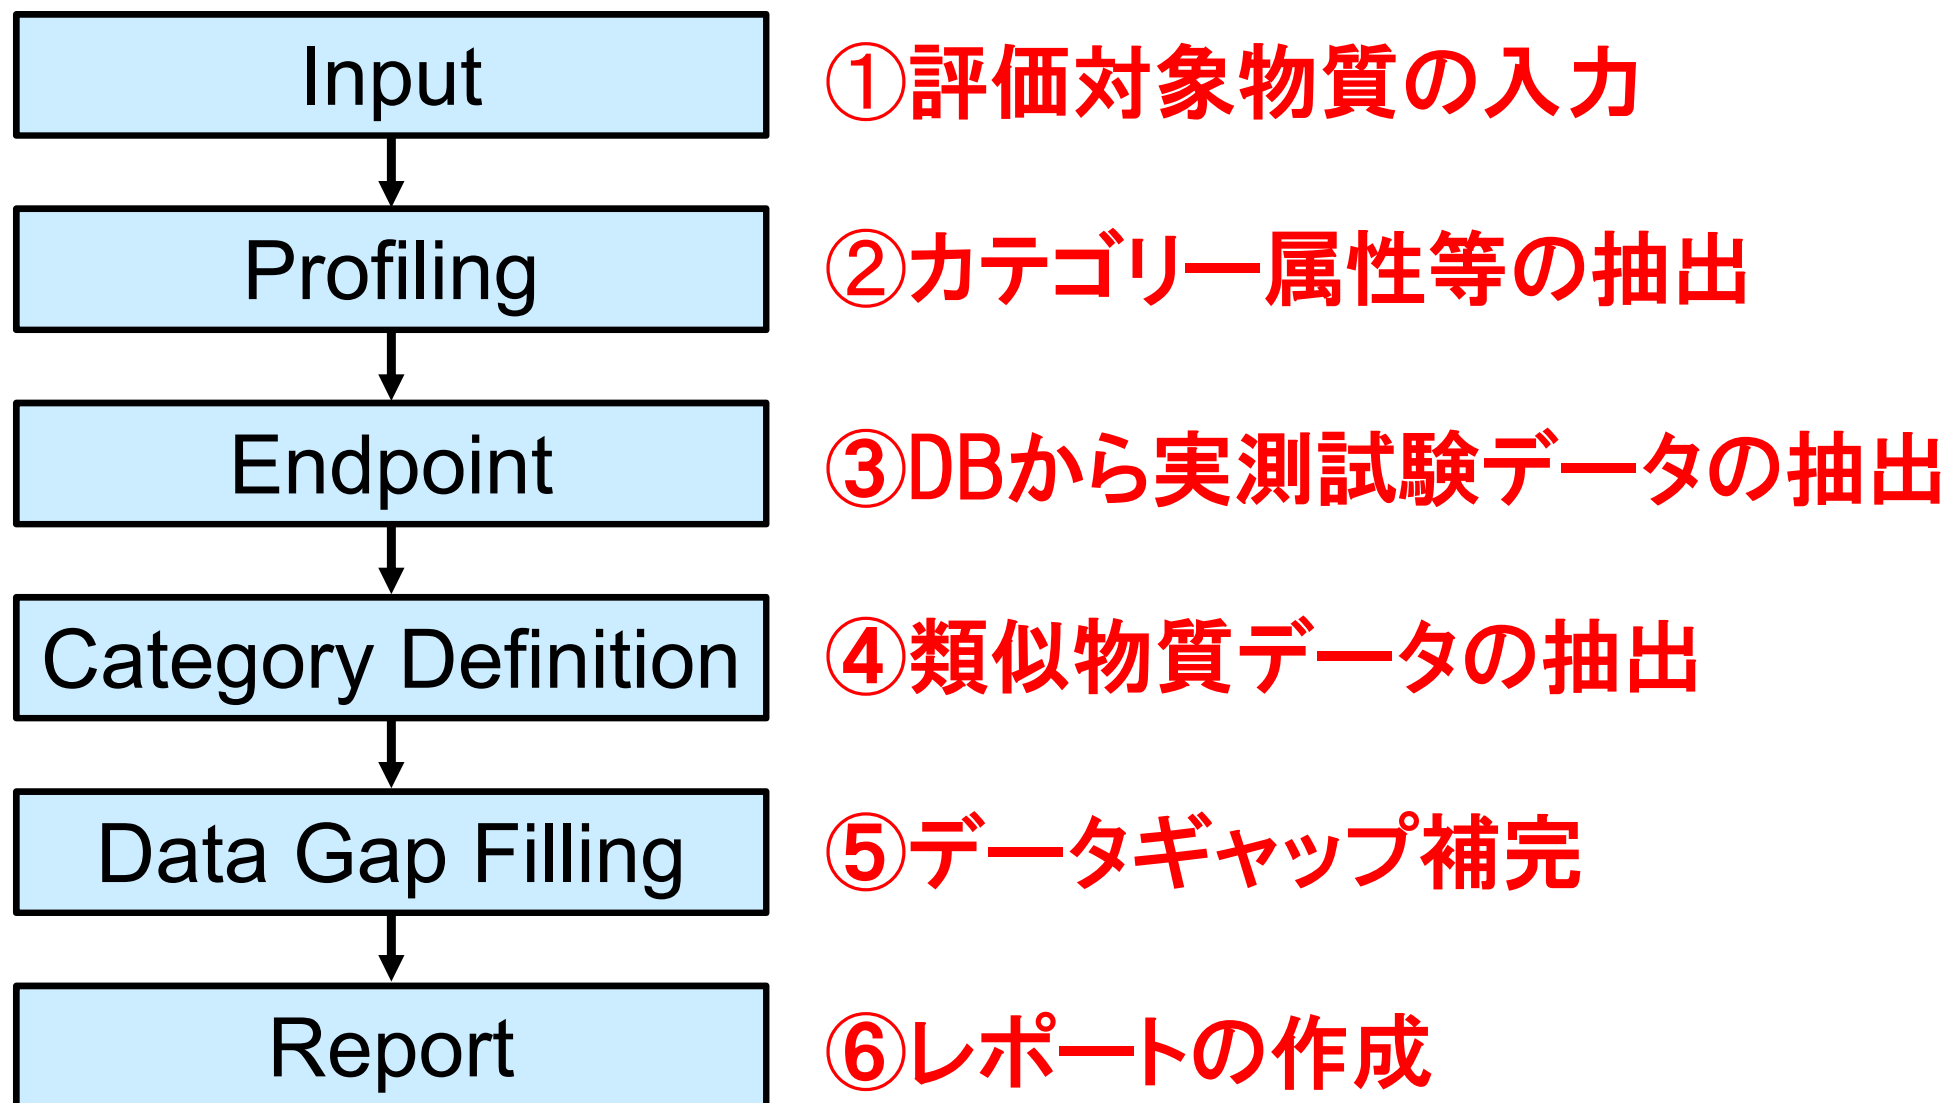 Input
①評価対象物質の入力
Profiling
②カテゴリー属性等の抽出
Endpoint
③DBから実測試験データの抽出
Category Definition
④類似物質データの抽出
Data Gap Filling
⑤データギャップ補完
Report
⑥レポートの作成